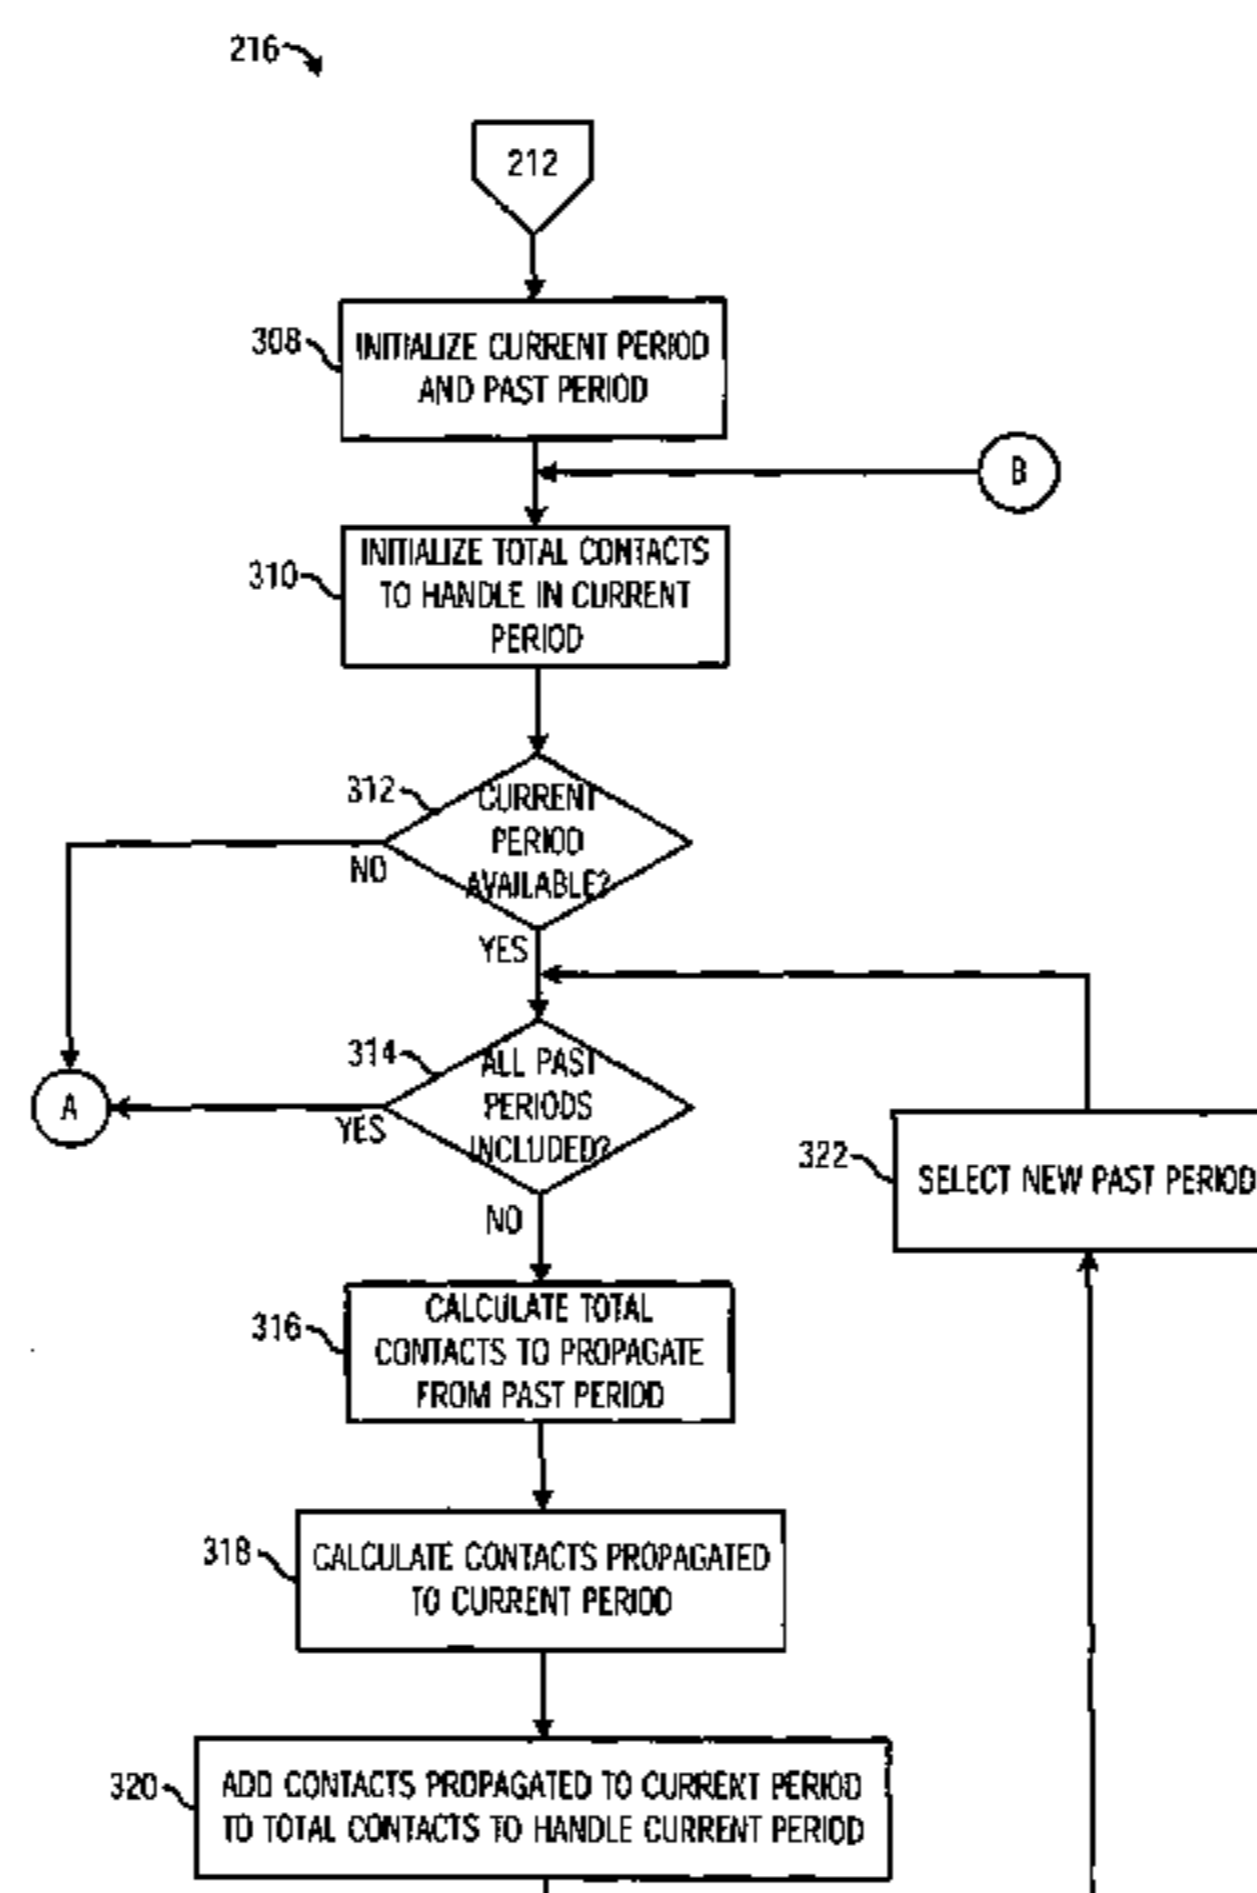 216
212
308
INITIALIZE CURRENT PERIOD
AND PAST PERIOD
B
310
INITIALIZE TOTAL CONTACTS
TO HANDLE IN CURRENT
PERIOD
312
CURRENT
PERIOD
AVAILABLE?
NO
YES
314
ALL PAST
PERIODS
INCLUDED?
A
YES
NO
322
SELECT NEW PAST PERIOD
316
CALCULATE TOTAL
CONTACTS TO PROPAGATE
FROM PAST PERIOD
318
CALCULATE CONTACTS PROPAGATED
TO CURRENT PERIOD
320
ADD CONTACTS PROPAGATED TO CURRENT PERIOD
TO TOTAL CONTACTS TO HANDLE CURRENT PERIOD